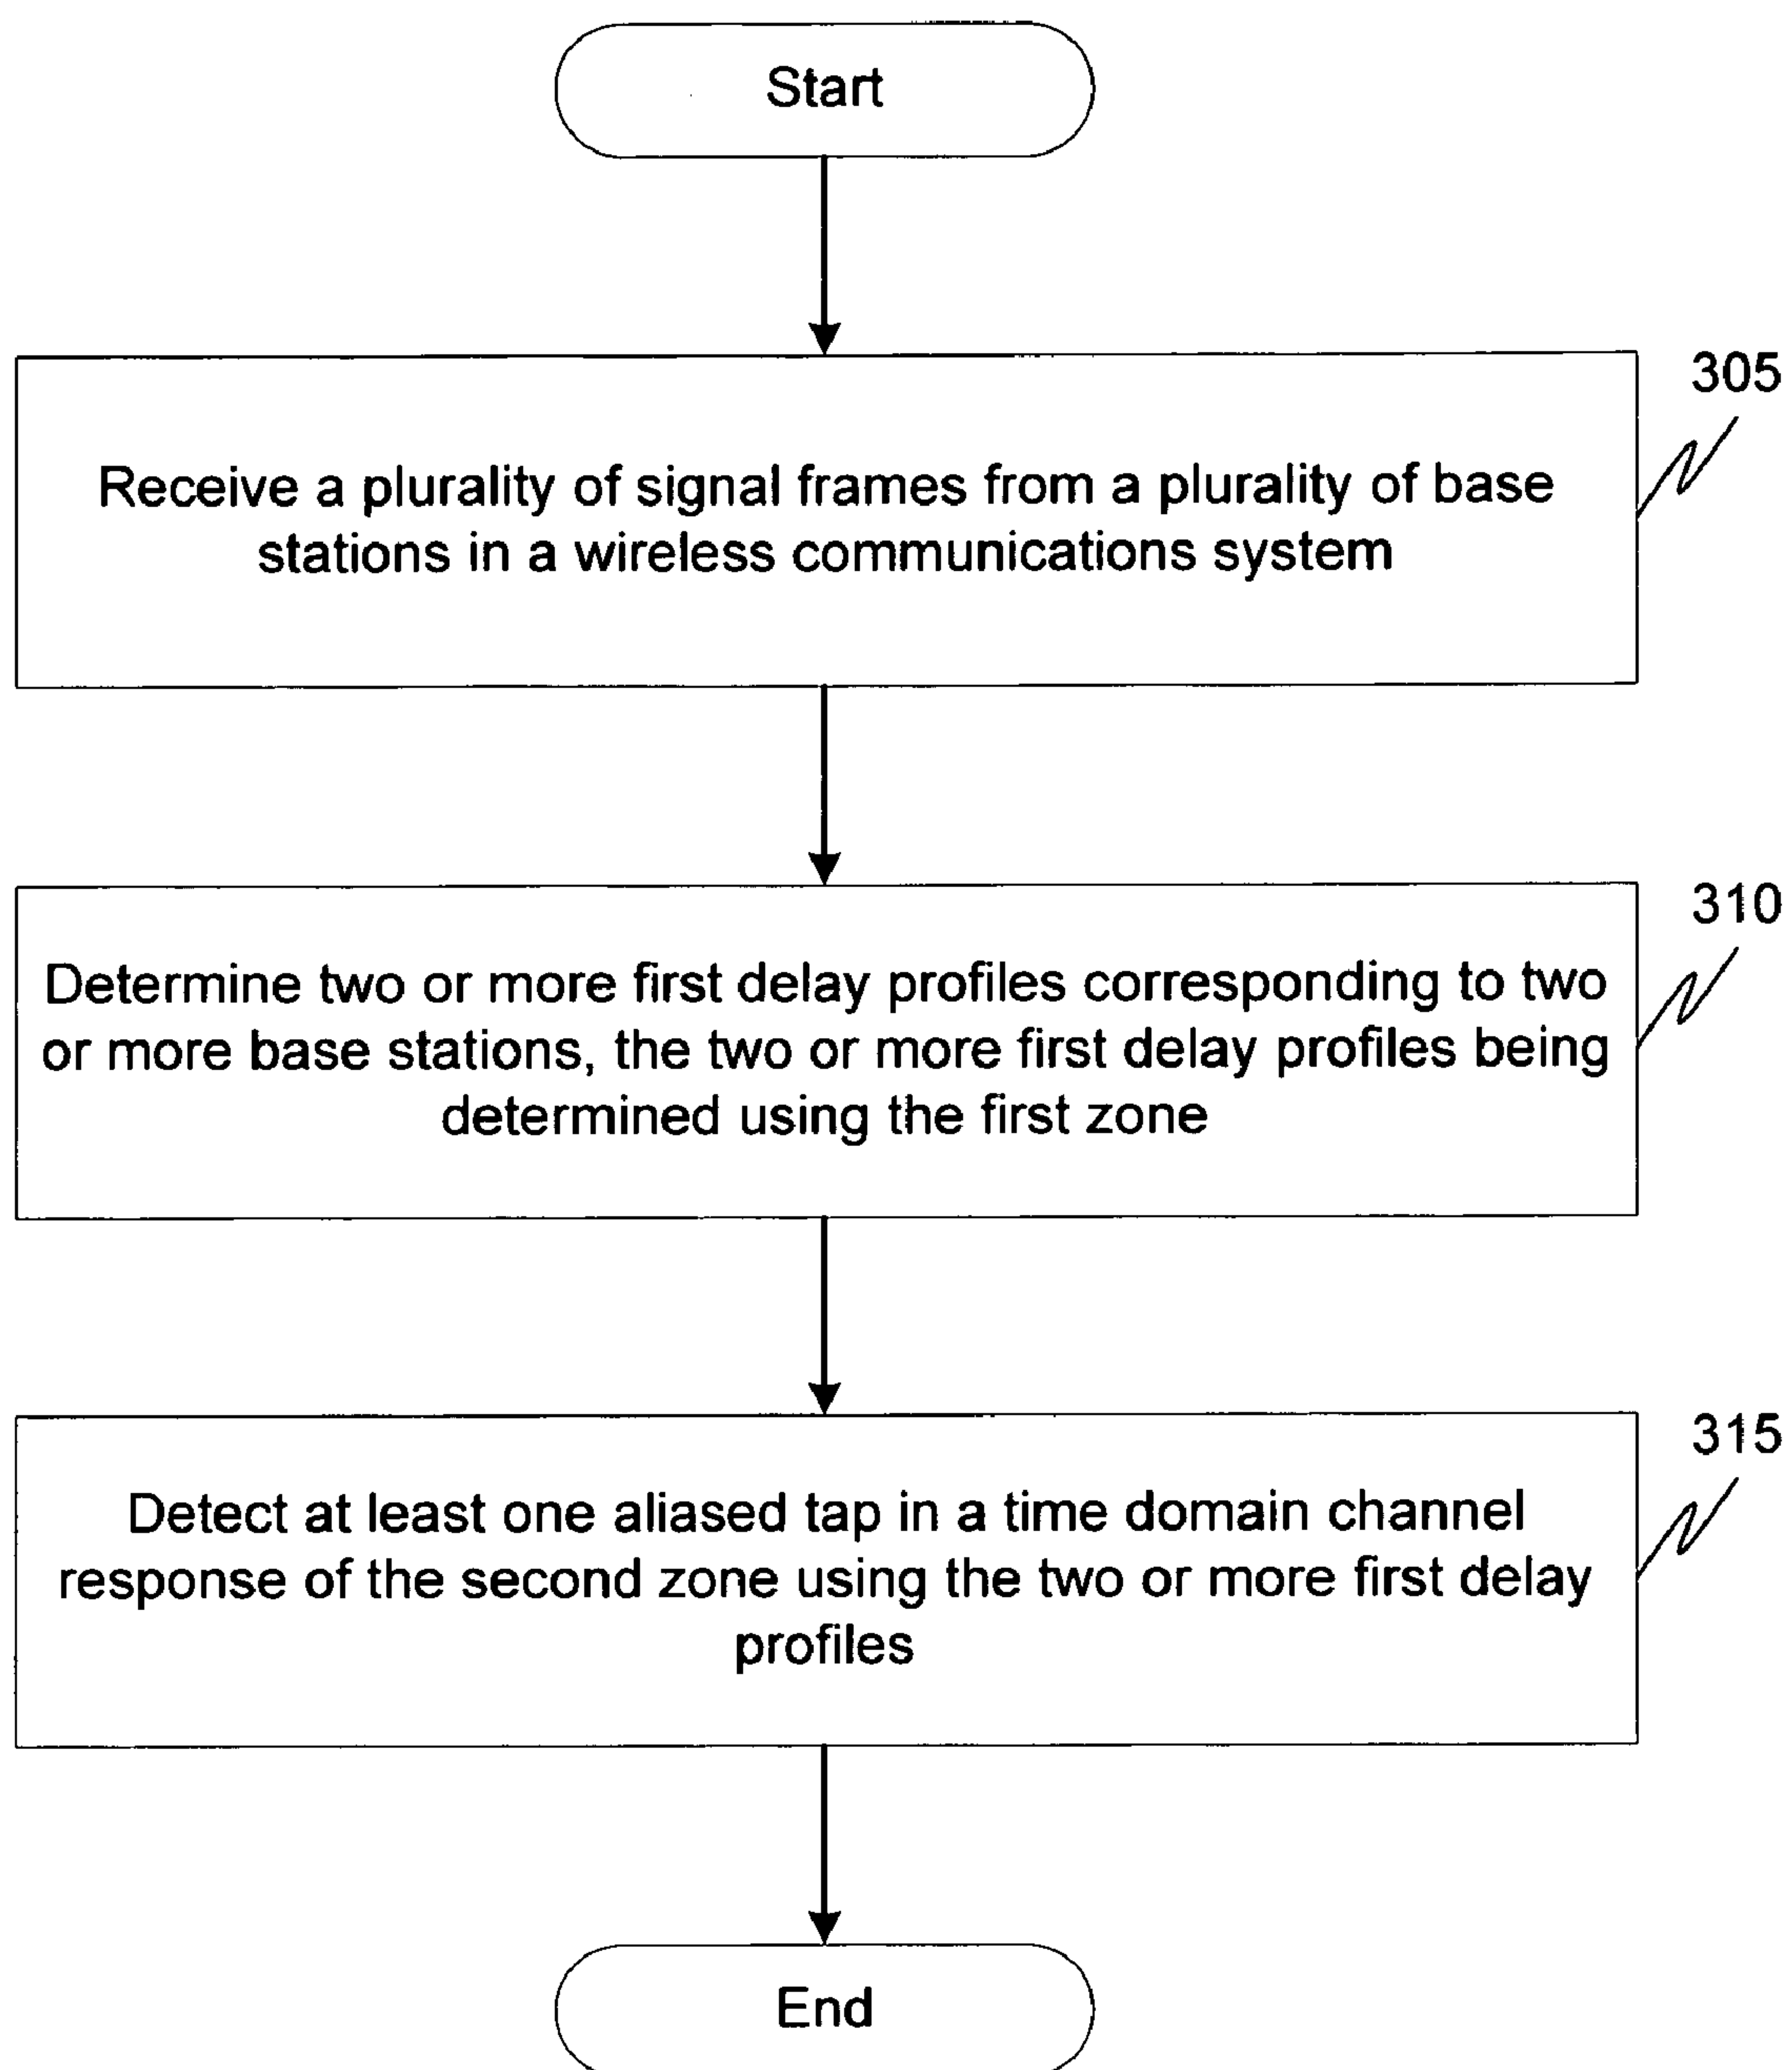 Start
305
Receive a plurality of signal frames from a plurality of base
stations in a wireless communications system
310
Determine two or more first delay profiles corresponding to two
or more base stations, the two or more first delay profiles being
determined using the first zone
315
Detect at least one aliased tap in a time domain channel
response of the second zone using the two or more first delay
profiles
End